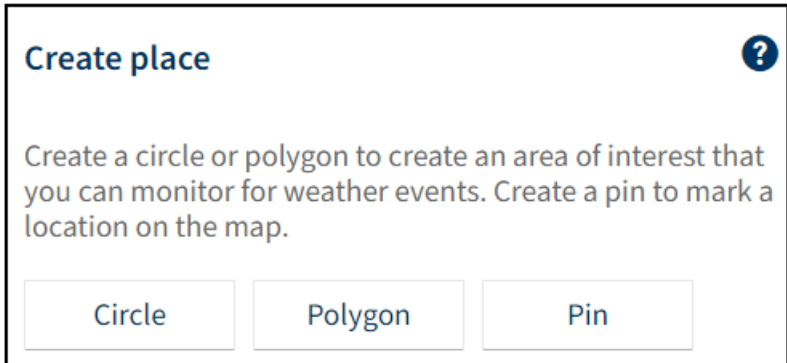 Create place
?
Create a circle or polygon to create an area of interest that
you can monitor for weather events. Create a pin to mark a
location on the map.
Circle Polygon Pin